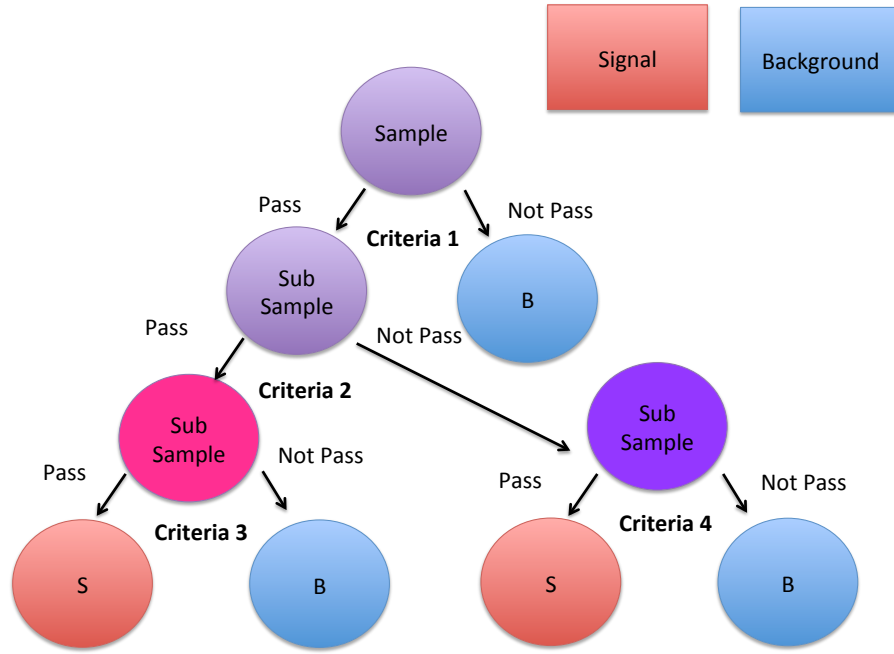 Signal
Background
Sample
Pass
Not Pass
Criteria 1
Sub
Sample
B
Pass
Not Pass
Criteria 2
Sub
Sample
Sub
Sample
Pass
Not Pass
Pass
Not Pass
Criteria 3
Criteria 4
S
B
S
B